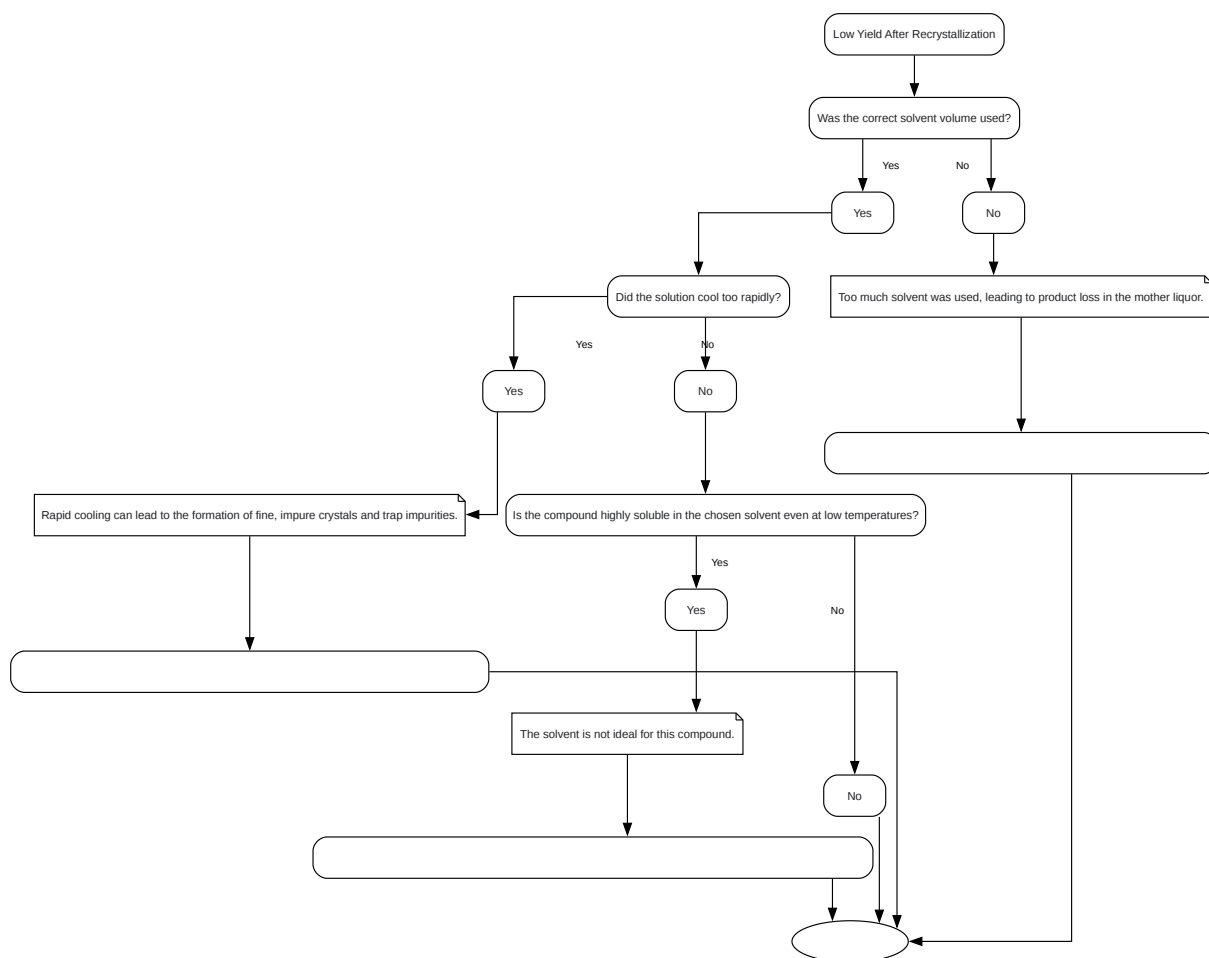 Low Yield After Recrystallization
Was the correct solvent volume used?
Yes
No
Yes
No
Did the solution cool too rapidly?
Too much solvent was used, leading to product loss in the mother liquor.
Yes
No
Yes
No
Rapid cooling can lead to the formation of fine, impure crystals and trap impurities.
Is the compound highly soluble in the chosen solvent even at low temperatures?
Yes
Yes
No
The solvent is not ideal for this compound.
No